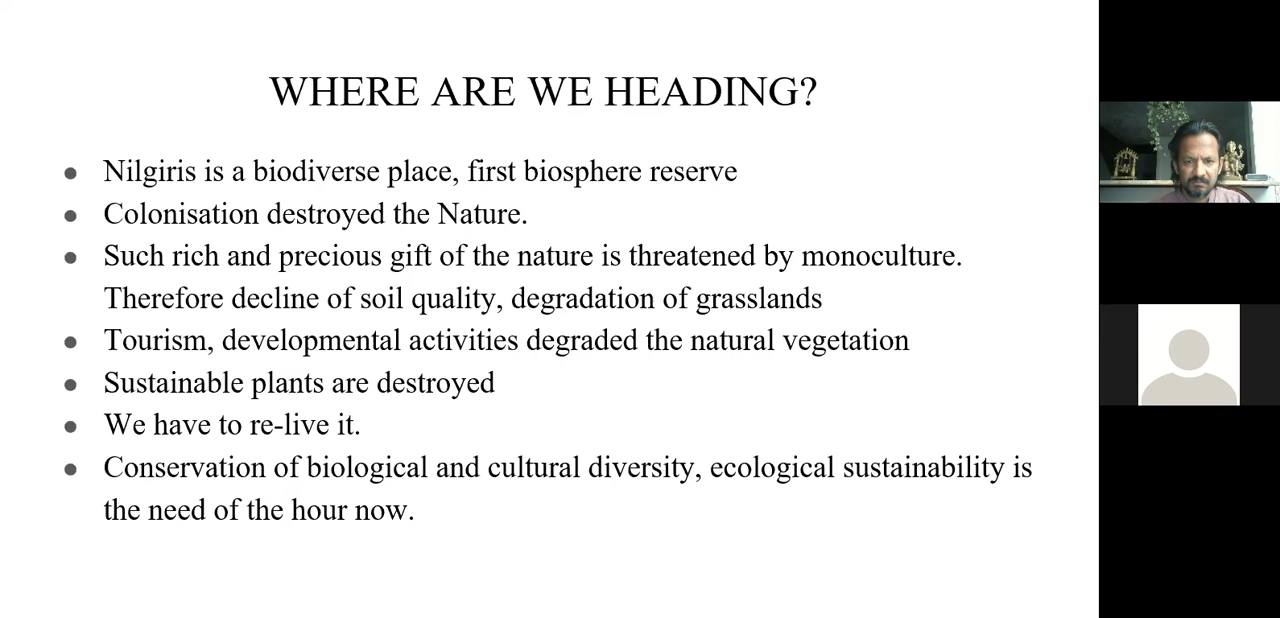 WHERE ARE WE HEADING?
● Nilgiris is a biodiverse place, first biosphere reserve
● Colonisation destroyed the Nature.
● Such rich and precious gift of the nature is threatened by monoculture.
Therefore decline of soil quality, degradation of grasslands
● Tourism, developmental activities degraded the natural vegetation
● Sustainable plants are destroyed
● We have to re-live it.
● Conservation of biological and cultural diversity, ecological sustainability is
the need of the hour now.